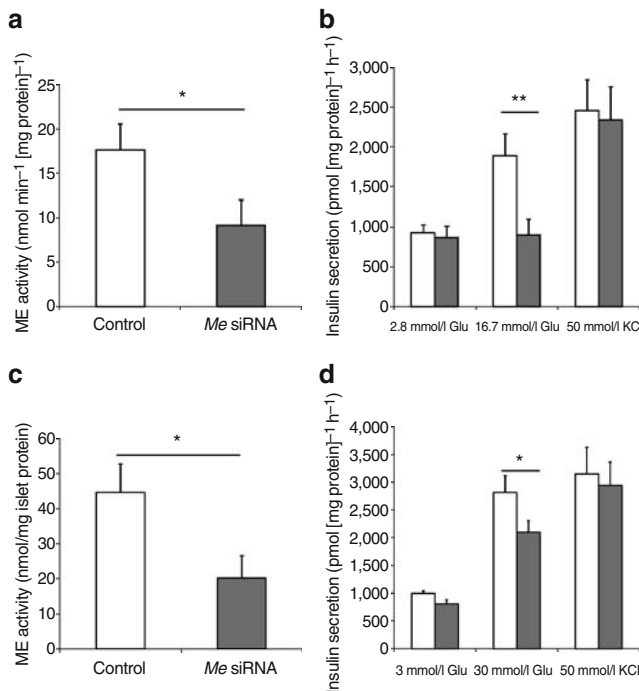 a
ME activity (nmol min⁻¹ [mg protein]⁻¹)
25
20
15
10
5
0
*
Control
Me siRNA
b
Insulin secretion (pmol [mg protein]⁻¹ h⁻¹)
3,000
2,500
2,000
1,500
1,000
500
0
**
2.8 mmol/l Glu
16.7 mmol/l Glu
50 mmol/l KCl
c
ME activity (nmol/mg islet protein)
60
50
40
30
20
10
0
*
Control
Me siRNA
d
Insulin secretion (pmol [mg protein]⁻¹ h⁻¹)
4,000
3,500
3,000
2,500
2,000
1,500
1,000
500
0
*
3 mmol/l Glu
30 mmol/l Glu
50 mmol/l KCl